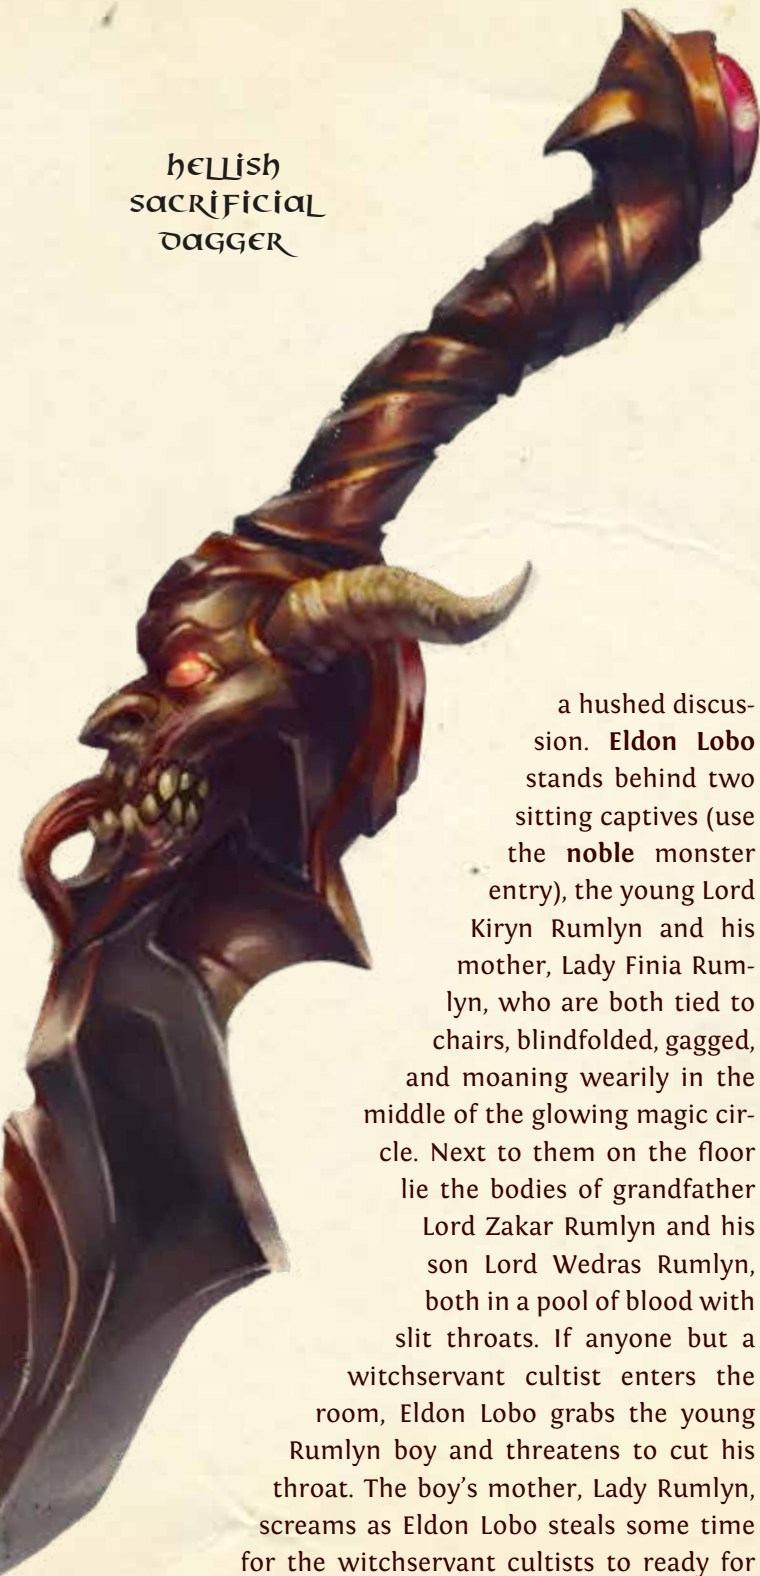 hellish
sacrificial
dagger
a hushed discus-
sion. Eldon Lobo
stands behind two
sitting captives (use
the noble monster
entry), the young Lord
Kiryn Rumlyn and his
mother, Lady Finia Rum-
lyn, who are both tied to
chairs, blindfolded, gagged,
and moaning wearily in the
middle of the glowing magic cir-
cle. Next to them on the floor
lie the bodies of grandfather
Lord Zakar Rumlyn and his
son Lord Wedras Rumlyn,
both in a pool of blood with
slit throats. If anyone but a
witchservant cultist enters the
room, Eldon Lobo grabs the young
Rumlyn boy and threatens to cut his
throat. The boy’s mother, Lady Rumlyn,
screams as Eldon Lobo steals some time
for the witchservant cultists to ready for